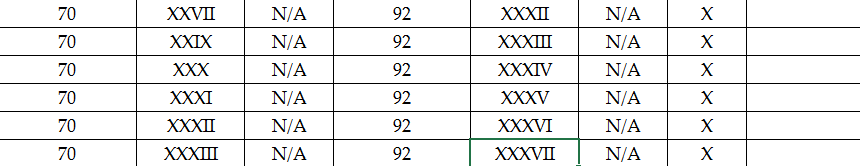 70 XXVII N/A 92 XXXII N/A X
70 XXIX N/A 92 XXXIII N/A X
70 XXX N/A 92 XXXIV N/A X
70 XXXI N/A 92 XXXV N/A X
70 XXXII N/A 92 XXXVI N/A X
70 XXXIII N/A 92 XXXVII N/A X